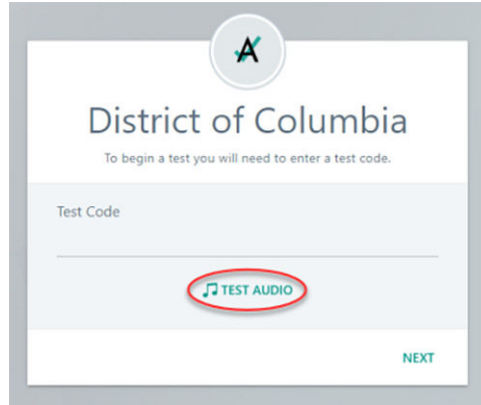 District of Columbia
To begin a test you will need to enter a test code.
Test Code
TEST AUDIO
NEXT